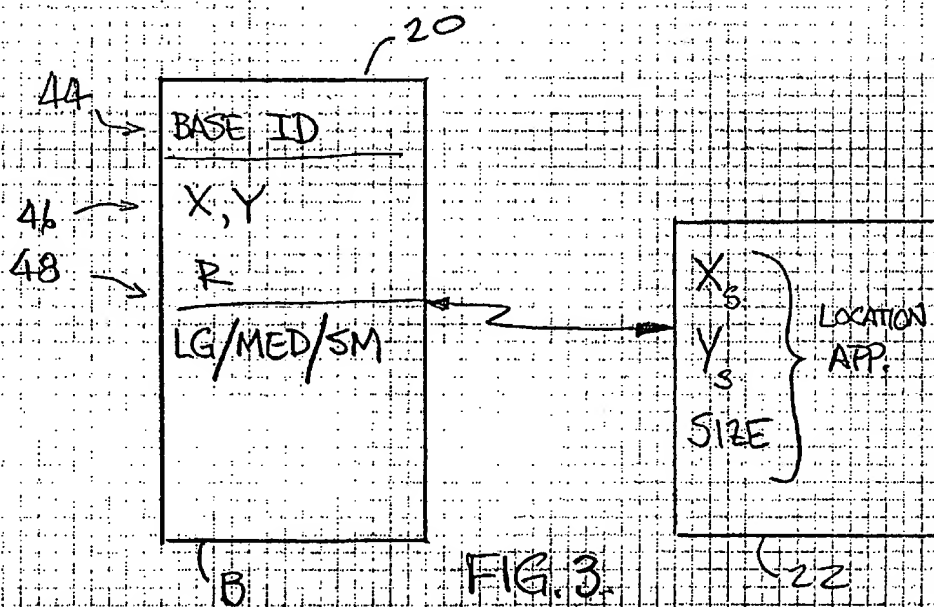 20
44
BASE ID
46
X, Y
48
R
LG/MED/SM
Xs
Ys
SIZE
LOCATION
APP.
B
FIG. 3.
22